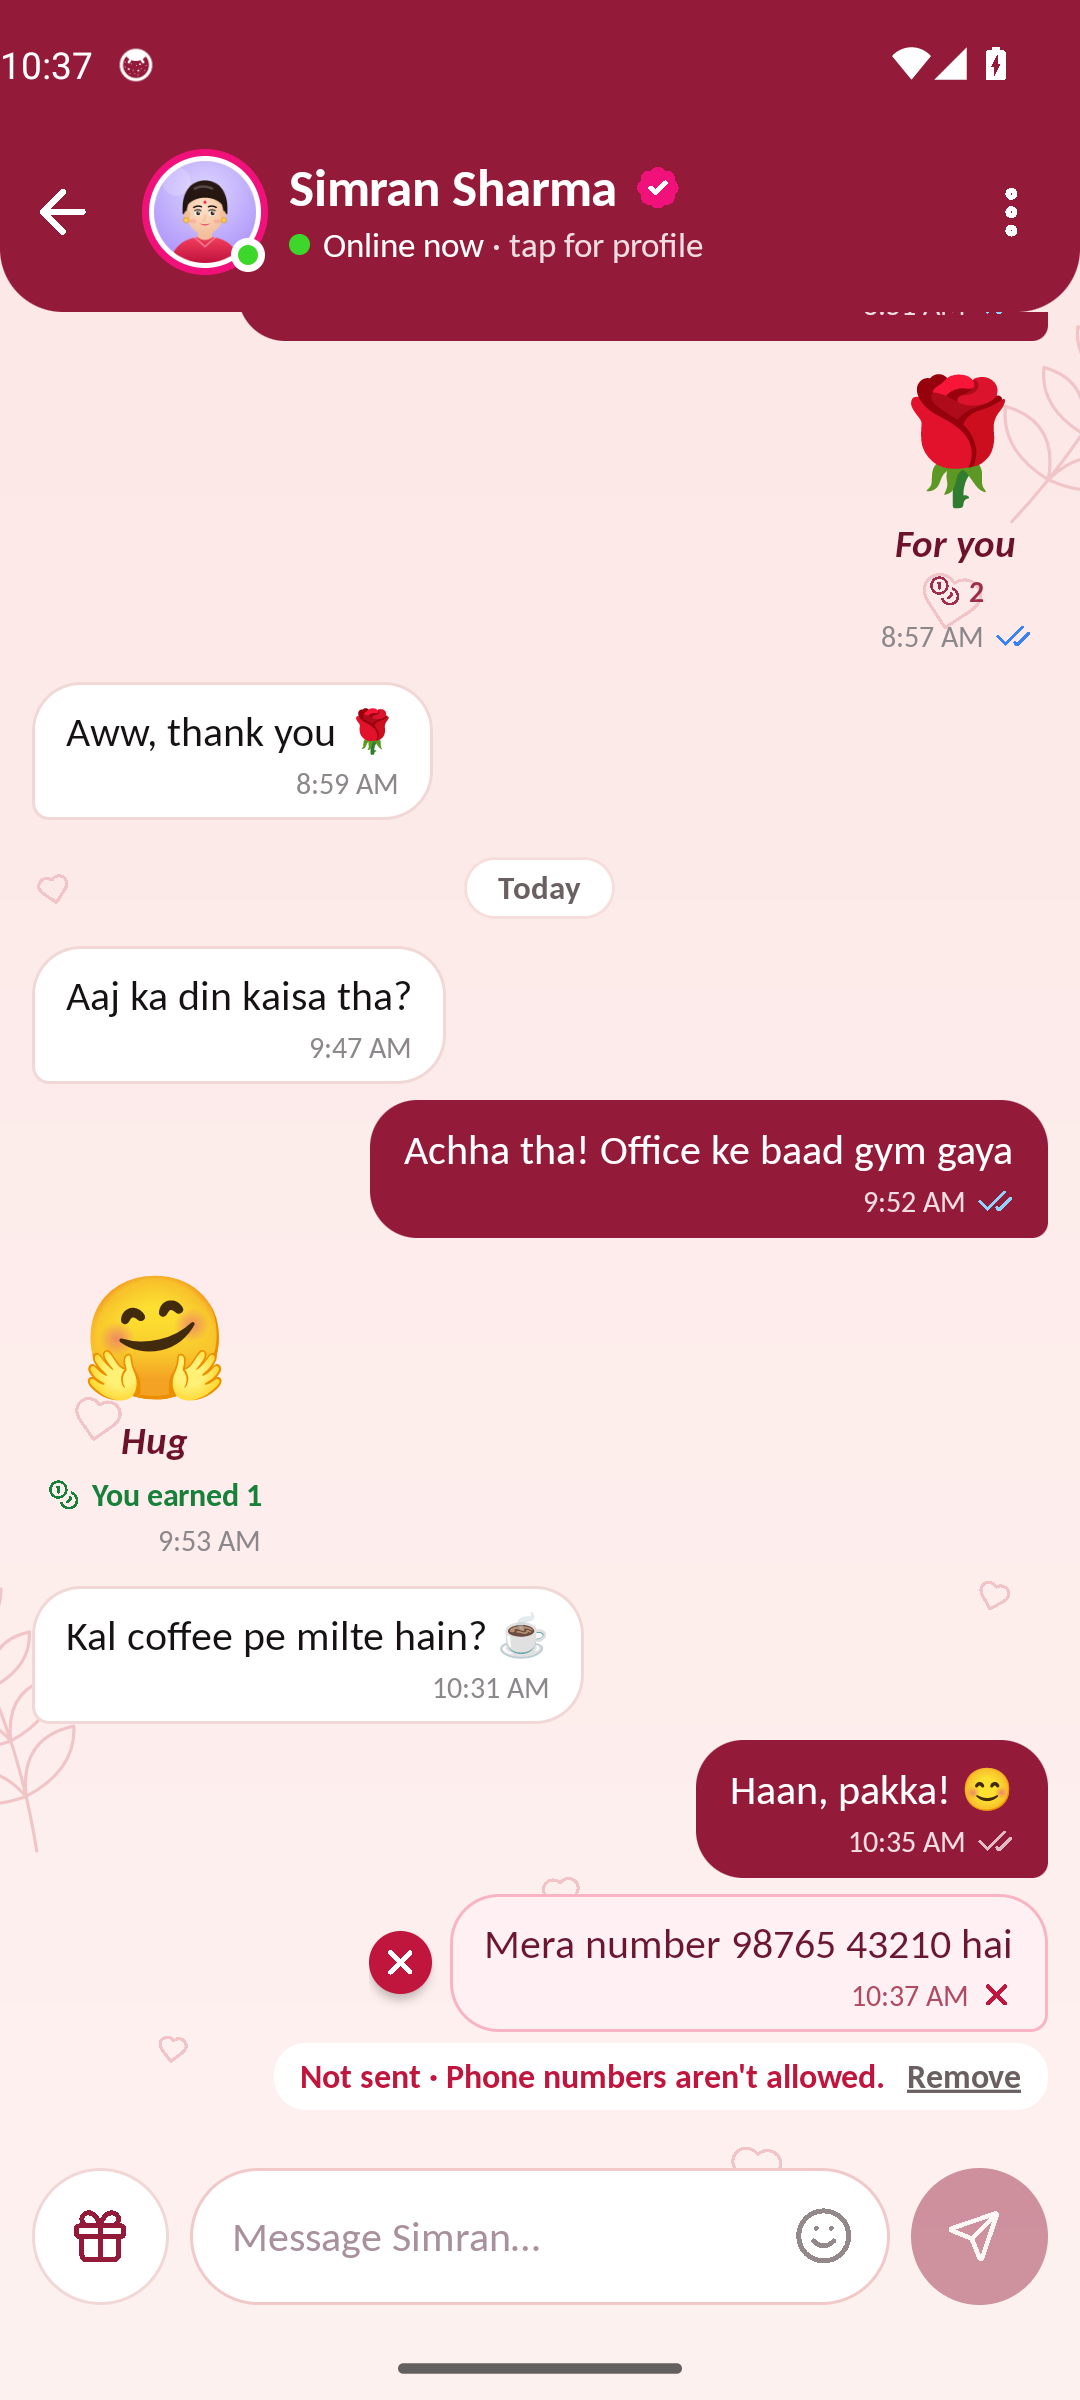 10:37
Simran Sharma
Online now · tap for profile
For you
2
8:57 AM
Aww, thank you 🌹
8:59 AM
Today
Aaj ka din kaisa tha?
9:47 AM
Achha tha! Office ke baad gym gaya
9:52 AM
Hug
You earned 1
9:53 AM
Kal coffee pe milte hain? ☕
10:31 AM
Haan, pakka! 😊
10:35 AM
Mera number 98765 43210 hai
10:37 AM
Not sent · Phone numbers aren't allowed. Remove
Message Simran...